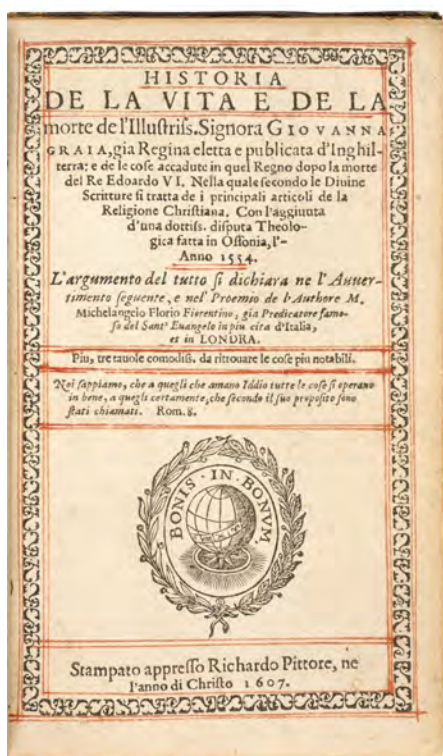 HISTORIA
DE LA VITA E DE LA
morte de l'Illuſtriſs. Signora GIOVANNA
GRAIA, gia Regina eletta e publicata d'Inghil-
terra: e de le coſe accadute in quel Regno dopo la morte
del Re Edoardo VI. Nella quale ſecondo le Diuine
Scritture ſi tratta de i principali articoli de la
Religione Chriſtiana. Con l'aggiunta
d'una dottiſs. diſputa Theolo-
gica fatta in Oſſonia, l'-
Anno 1554.
L'argumento del tutto ſi dichiara ne l'Auuer-
timento ſeguente, e nel' Proemio de l'Authore M.
Michelangelo Florio Fiorentino, gia Predicatore famo-
ſo del Sant' Euangelo in piu cita d'Italia,
et in LONDRA.
Piu, tre tauole comodiſs. da ritrouare le coſe piu notabili.
Noi ſappiamo, che a quegli che amano Iddio tutte le coſe ſi operano
in bene, a quegli certamente, che ſecondo il ſuo propoſito ſono
ſtati chiamati. Rom. 8.
BONIS · IN · BONVM
Stampato appreſſo Richardo Pittore, ne
l'anno di Chriſto 1607.